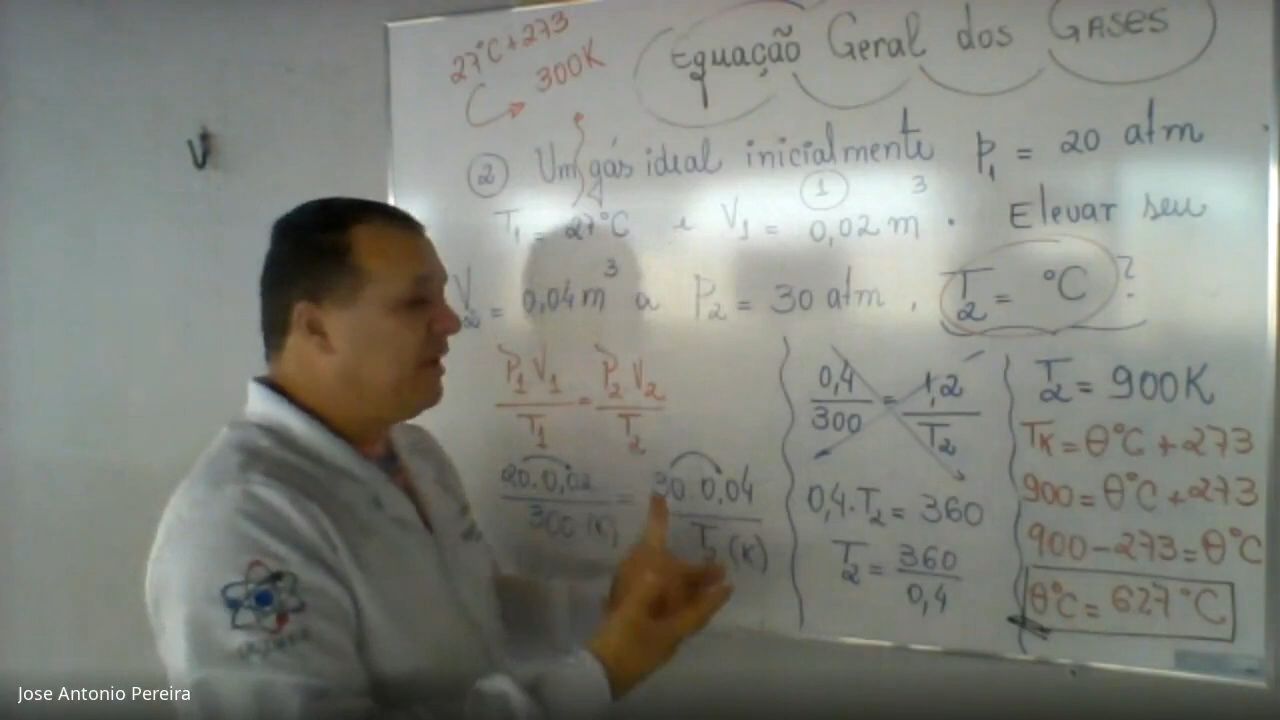 27°C+273
300K
Equação Geral dos GASES
V
2 Um gás ideal inicialmente P1 = 20 atm
1
T1 = 27°C e V1 = 0,02 m³ . Elevar seu
V2 = 0,04 m³ a P2 = 30 atm , T2 = °C ?
P1 V1 / T1 = P2 V2 / T2
20.0,02 / 300 (K) = 30.0,04 / T2 (K)
0,4 / 300 = 1,2 / T2
0,4.T2 = 360
T2 = 360 / 0,4
T2 = 900K
TK = θ°C + 273
900 = θ°C + 273
900 - 273 = θ°C
θ°C = 627°C
Jose Antonio Pereira